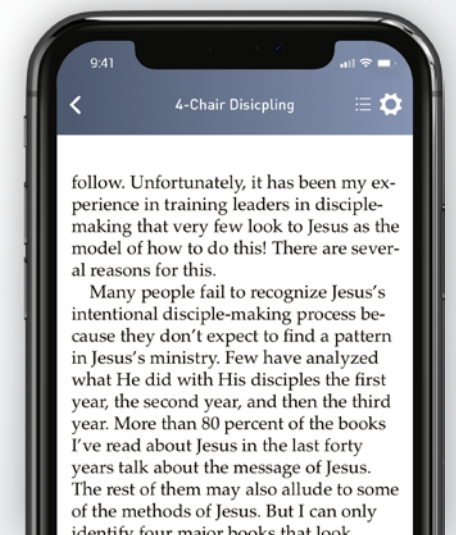 9:41
4-Chair Disicpling
follow. Unfortunately, it has been my ex-
perience in training leaders in disciple-
making that very few look to Jesus as the
model of how to do this! There are sever-
al reasons for this.
Many people fail to recognize Jesus's
intentional disciple-making process be-
cause they don't expect to find a pattern
in Jesus's ministry. Few have analyzed
what He did with His disciples the first
year, the second year, and then the third
year. More than 80 percent of the books
I've read about Jesus in the last forty
years talk about the message of Jesus.
The rest of them may also allude to some
of the methods of Jesus. But I can only
identify four major books that look